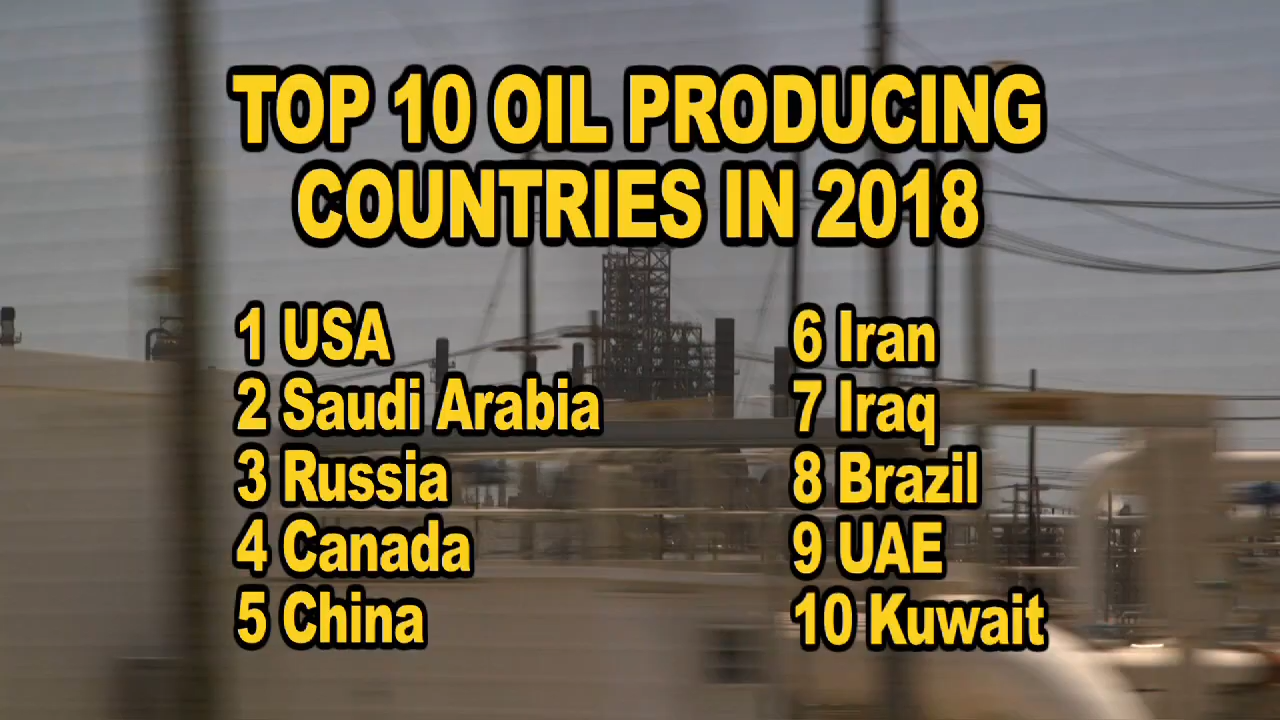 TOP 10 OIL PRODUCING
COUNTRIES IN 2018
1 USA
2 Saudi Arabia
3 Russia
4 Canada
5 China
6 Iran
7 Iraq
8 Brazil
9 UAE
10 Kuwait